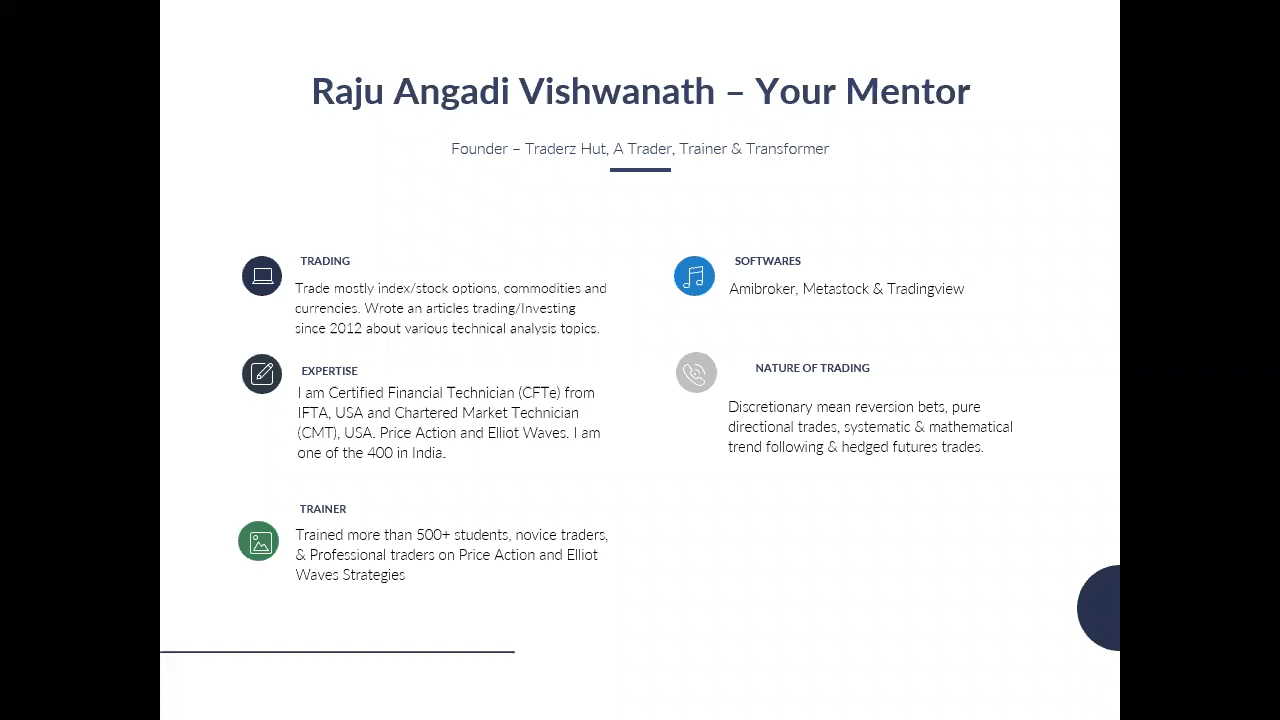 Raju Angadi Vishwanath – Your Mentor
Founder – Traderz Hut, A Trader, Trainer & Transformer
TRADING
Trade mostly index/stock options, commodities and
currencies. Wrote an articles trading/Investing
since 2012 about various technical analysis topics.
EXPERTISE
I am Certified Financial Technician (CFTe) from
IFTA, USA and Chartered Market Technician
(CMT), USA. Price Action and Elliot Waves. I am
one of the 400 in India.
TRAINER
Trained more than 500+ students, novice traders,
& Professional traders on Price Action and Elliot
Waves Strategies
SOFTWARES
Amibroker, Metastock & Tradingview
NATURE OF TRADING
Discretionary mean reversion bets, pure
directional trades, systematic & mathematical
trend following & hedged futures trades.